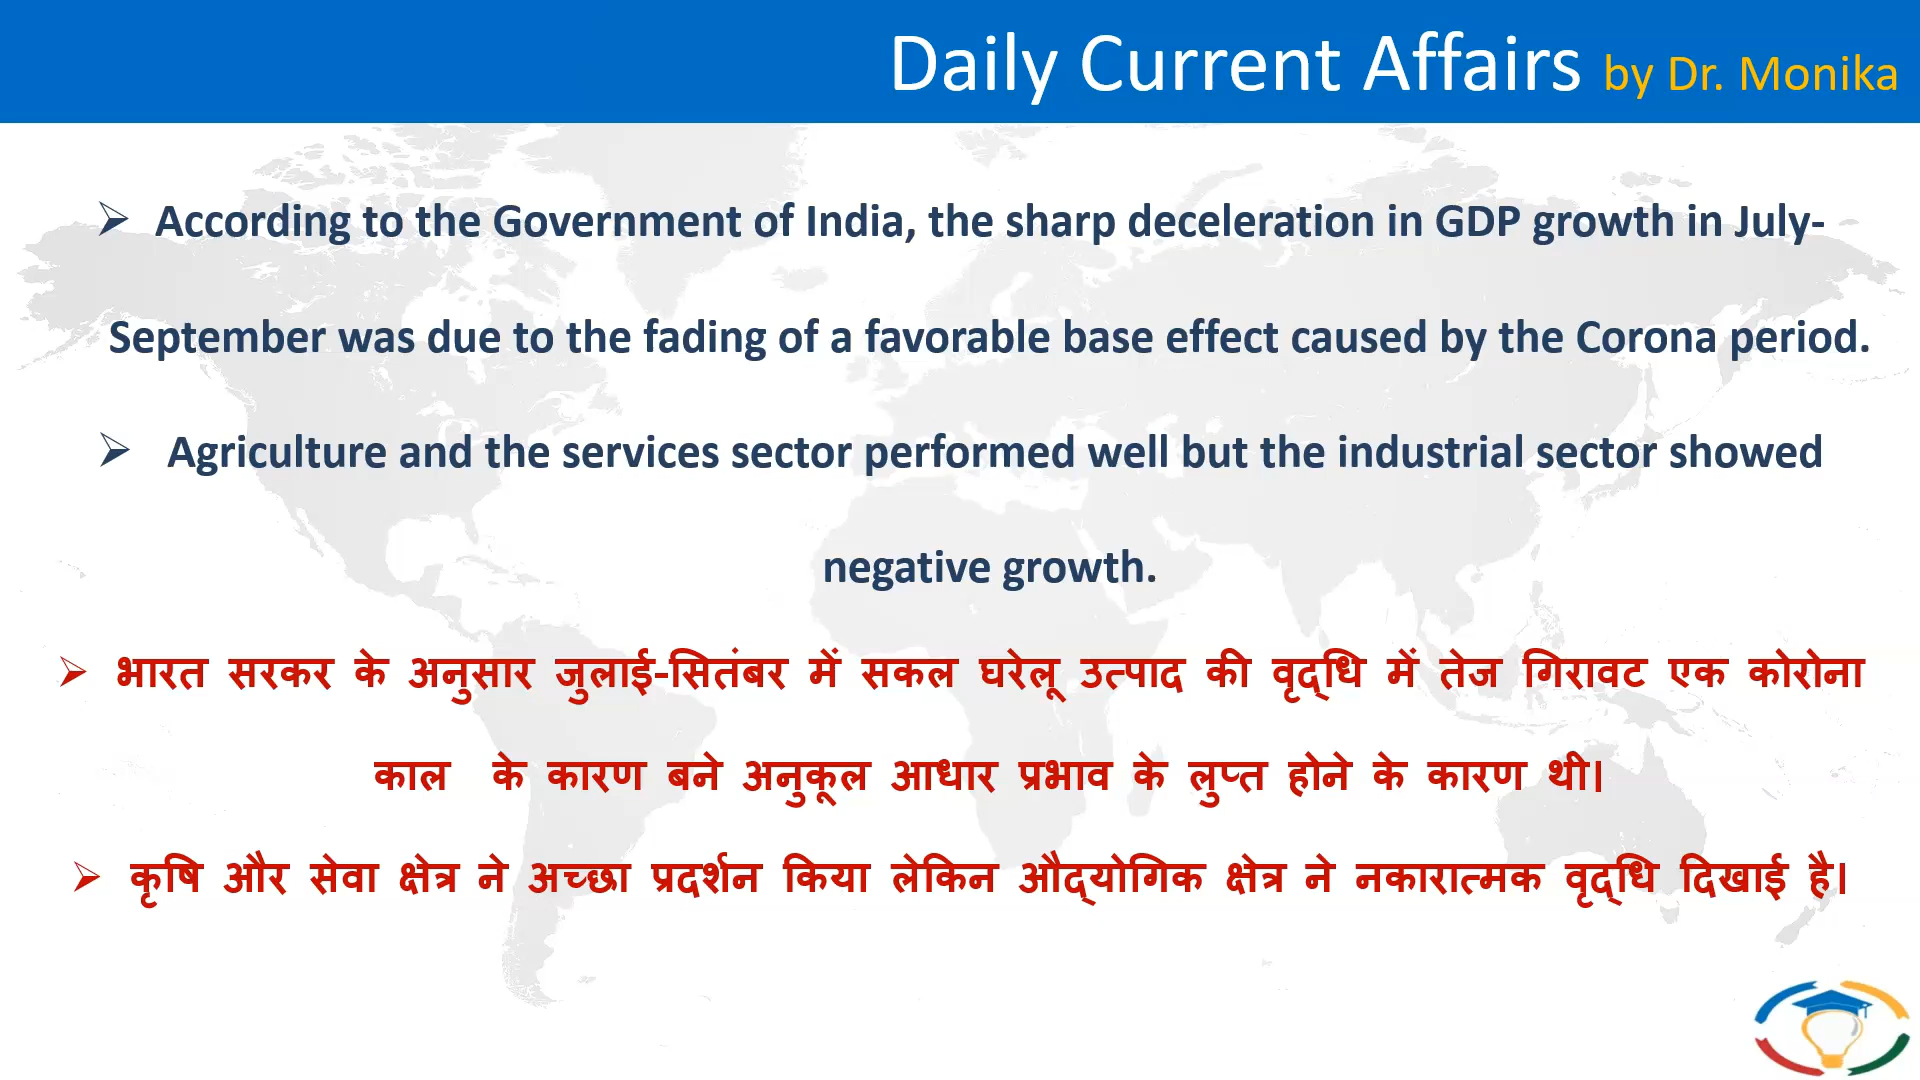 Daily Current Affairs by Dr. Monika
➢ According to the Government of India, the sharp deceleration in GDP growth in July-
September was due to the fading of a favorable base effect caused by the Corona period.
➢ Agriculture and the services sector performed well but the industrial sector showed
negative growth.
➢ भारत सरकर के अनुसार जुलाई-सितंबर में सकल घरेलू उत्पाद की वृद्धि में तेज गिरावट एक कोरोना
काल के कारण बने अनुकूल आधार प्रभाव के लुप्त होने के कारण थी।
➢ कृषि और सेवा क्षेत्र ने अच्छा प्रदर्शन किया लेकिन औद्योगिक क्षेत्र ने नकारात्मक वृद्धि दिखाई है।